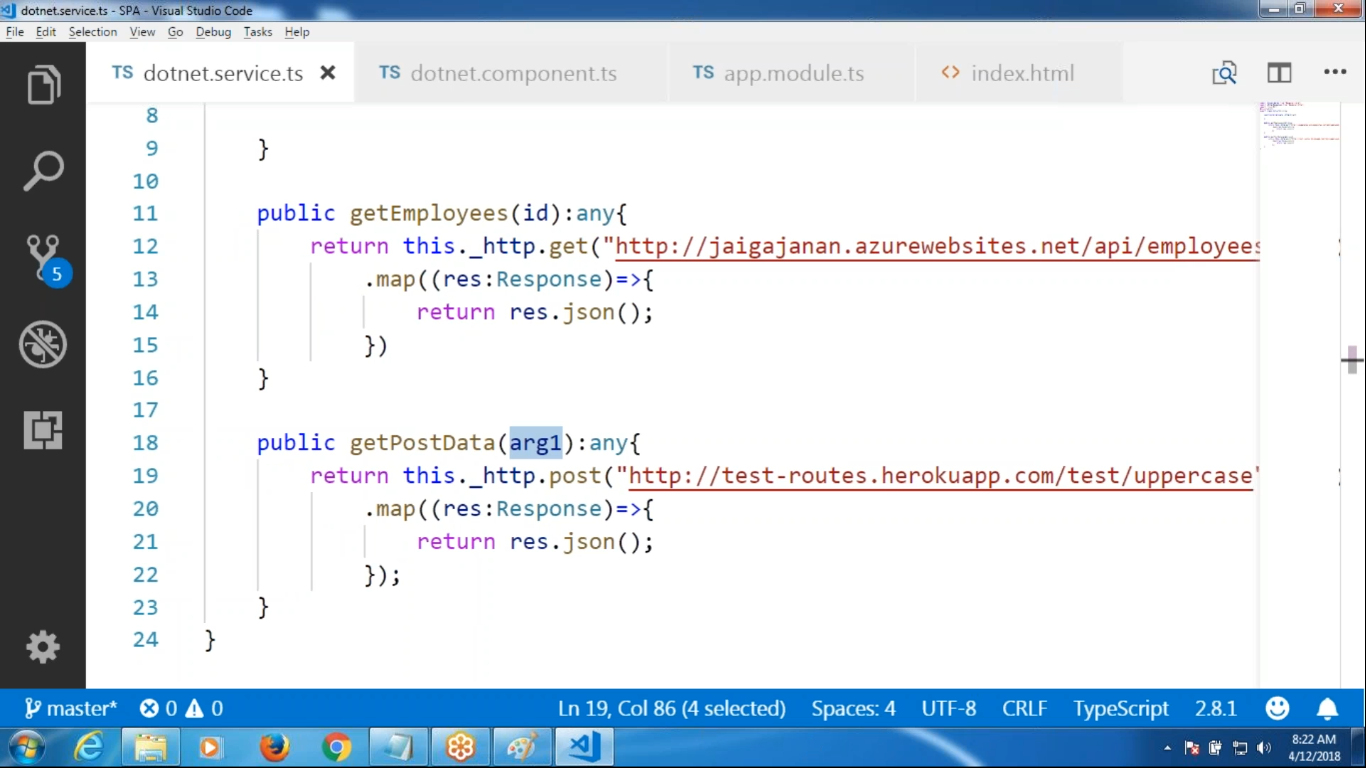 dotnet.service.ts - SPA - Visual Studio Code
File Edit Selection View Go Debug Tasks Help
TS dotnet.service.ts TS dotnet.component.ts TS app.module.ts <> index.html
8
9 }
10
11 public getEmployees(id):any{
12 return this._http.get("http://jaigajanan.azurewebsites.net/api/employees
13 .map((res:Response)=>{
14 return res.json();
15 })
16 }
17
18 public getPostData(arg1):any{
19 return this._http.post("http://test-routes.herokuapp.com/test/uppercase"
20 .map((res:Response)=>{
21 return res.json();
22 });
23 }
24 }
5
master* 0 0 Ln 19, Col 86 (4 selected) Spaces: 4 UTF-8 CRLF TypeScript 2.8.1
8:22 AM
4/12/2018